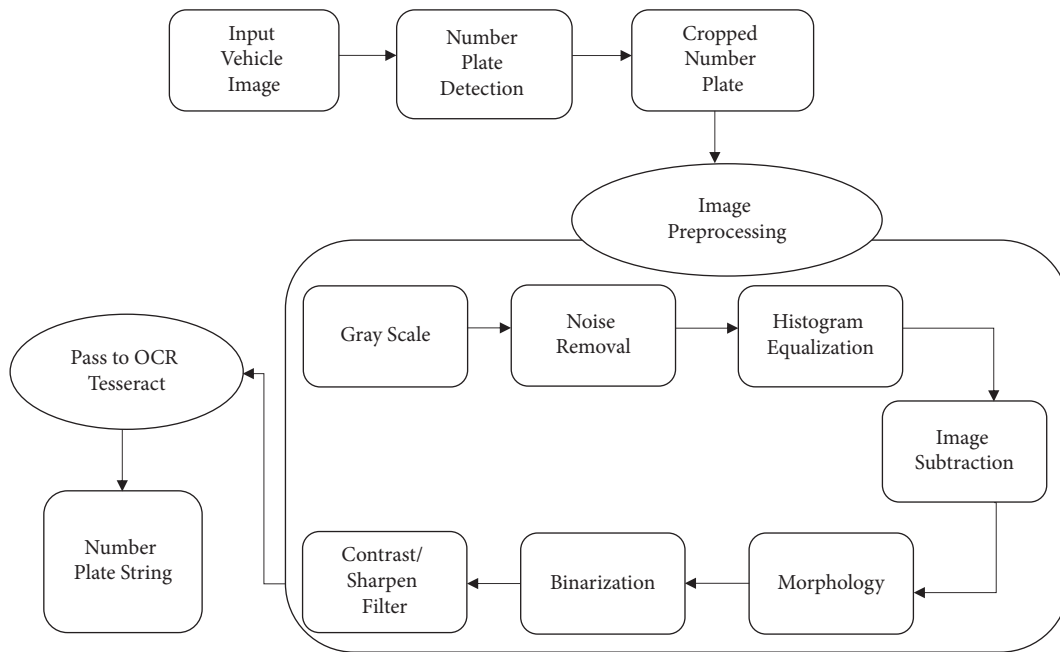 Input
Vehicle
Image
Number
Plate
Detection
Cropped
Number
Plate
Image
Preprocessing
Gray Scale
Noise
Removal
Histogram
Equalization
Image
Subtraction
Morphology
Binarization
Contrast/
Sharpen
Filter
Pass to OCR
Tesseract
Number
Plate String